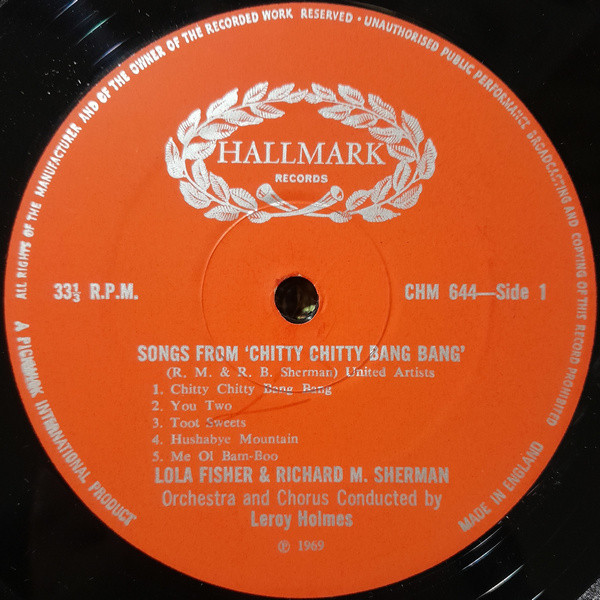 ALL RIGHTS OF THE MANUFACTURER AND OF THE OWNER OF THE RECORDED WORK RESERVED • UNAUTHORISED PUBLIC PERFORMANCE BROADCASTING AND COPYING OF THIS RECORD PROHIBITED
HALLMARK
RECORDS
33⅓ R.P.M.
CHM 644—Side 1
SONGS FROM 'CHITTY CHITTY BANG BANG'
(R. M. & R. B. Sherman) United Artists
1. Chitty Chitty Bang Bang
2. You Two
3. Toot Sweets
4. Hushabye Mountain
5. Me Ol Bam-Boo
LOLA FISHER & RICHARD M. SHERMAN
Orchestra and Chorus Conducted by
Leroy Holmes
℗ 1969
A PICKWICK INTERNATIONAL PRODUCT
MADE IN ENGLAND